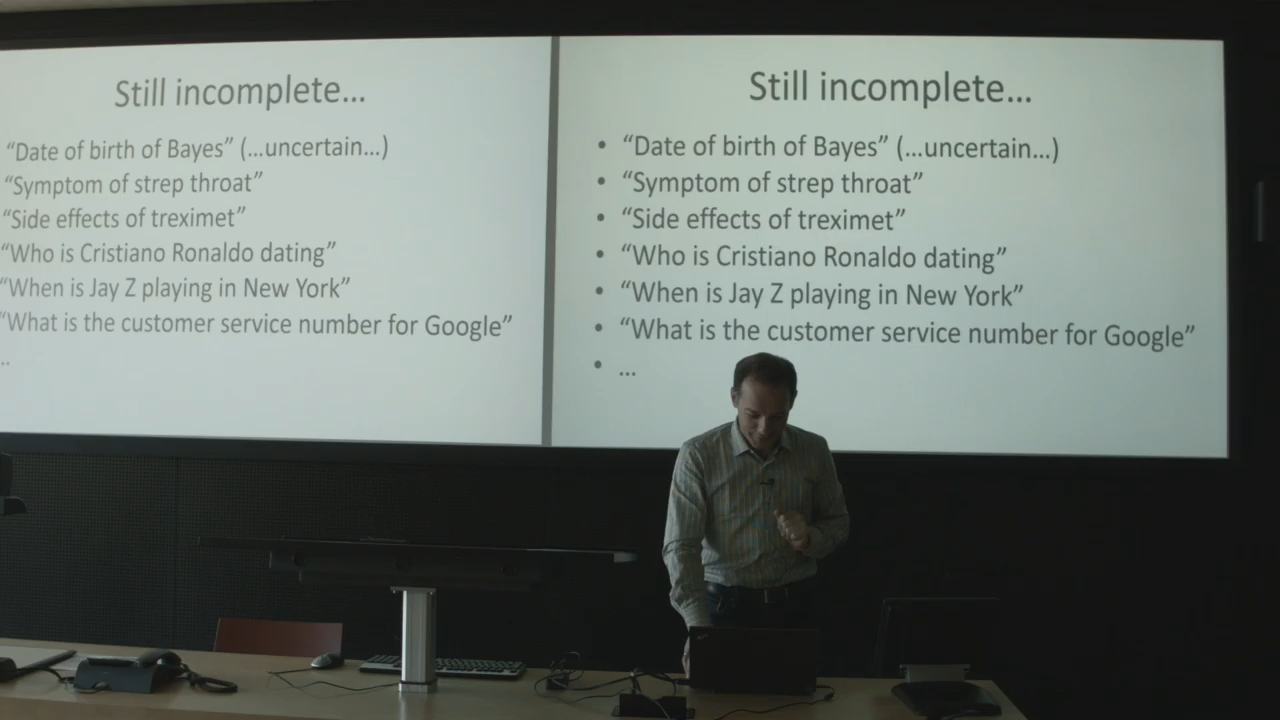 Still incomplete...
“Date of birth of Bayes” (...uncertain...)
“Symptom of strep throat”
“Side effects of treximet”
“Who is Cristiano Ronaldo dating”
“When is Jay Z playing in New York”
“What is the customer service number for Google”
..
Still incomplete...
• “Date of birth of Bayes” (...uncertain...)
• “Symptom of strep throat”
• “Side effects of treximet”
• “Who is Cristiano Ronaldo dating”
• “When is Jay Z playing in New York”
• “What is the customer service number for Google”
• ...